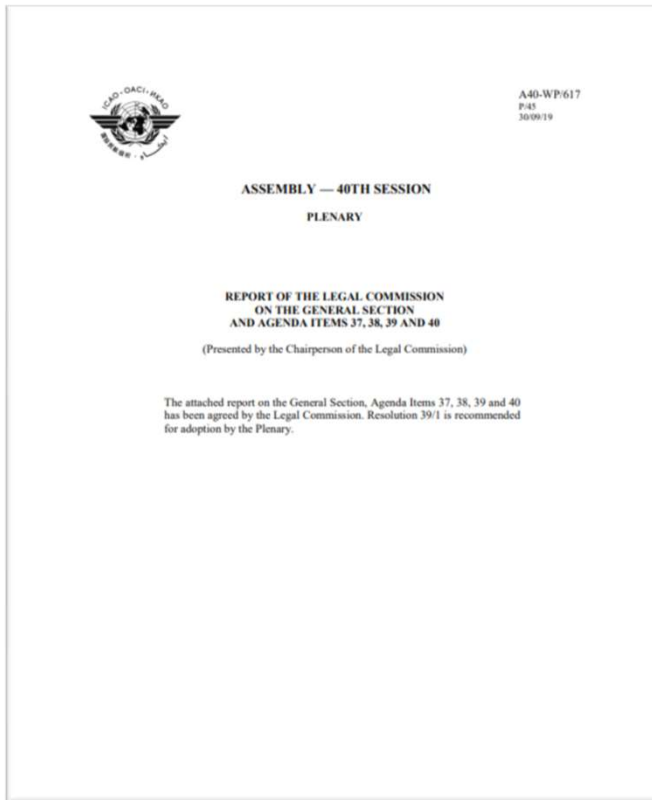 ICAO · OACI · ИКАО
A40-WP/617
P/45
30/09/19
ASSEMBLY — 40TH SESSION
PLENARY
REPORT OF THE LEGAL COMMISSION
ON THE GENERAL SECTION
AND AGENDA ITEMS 37, 38, 39 AND 40
(Presented by the Chairperson of the Legal Commission)
The attached report on the General Section, Agenda Items 37, 38, 39 and 40
has been agreed by the Legal Commission. Resolution 39/1 is recommended
for adoption by the Plenary.